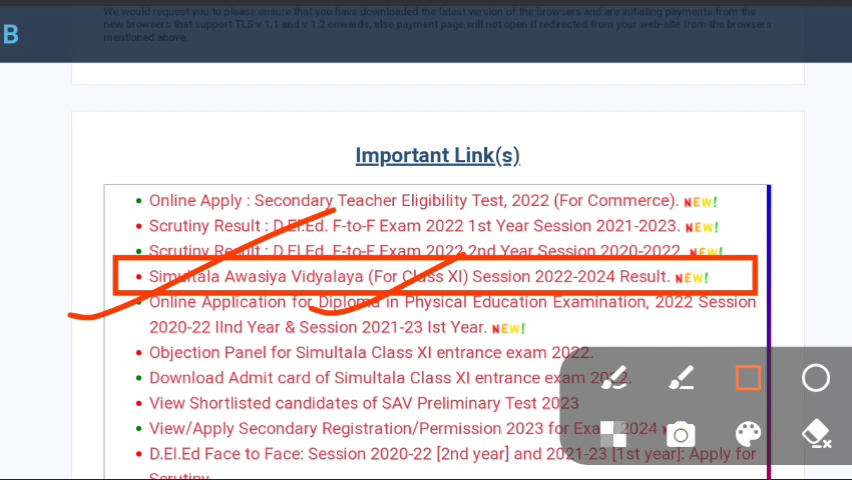 We would request you to please ensure that you have downloaded the latest version of the browsers and are initiating payments from the
new browsers that support TLS v 1.1 and v 1.2 onwards, else payment page will not open if redirected from your web-site from the browsers
mentioned above.
B
Important Link(s)
Online Apply : Secondary Teacher Eligibility Test, 2022 (For Commerce). NEW!
Scrutiny Result : D.El.Ed. F-to-F Exam 2022 1st Year Session 2021-2023. NEW!
Scrutiny Result : D.El.Ed. F-to-F Exam 2022 2nd Year Session 2020-2022. NEW!
Simultala Awasiya Vidyalaya (For Class XI) Session 2022-2024 Result. NEW!
Online Application for Diploma in Physical Education Examination, 2022 Session
2020-22 IInd Year & Session 2021-23 Ist Year. NEW!
Objection Panel for Simultala Class XI entrance exam 2022.
Download Admit card of Simultala Class XI entrance exam 2022.
View Shortlisted candidates of SAV Preliminary Test 2023
View/Apply Secondary Registration/Permission 2023 for Exam 2024
D.El.Ed Face to Face: Session 2020-22 [2nd year] and 2021-23 [1st year]: Apply for
Scrutiny